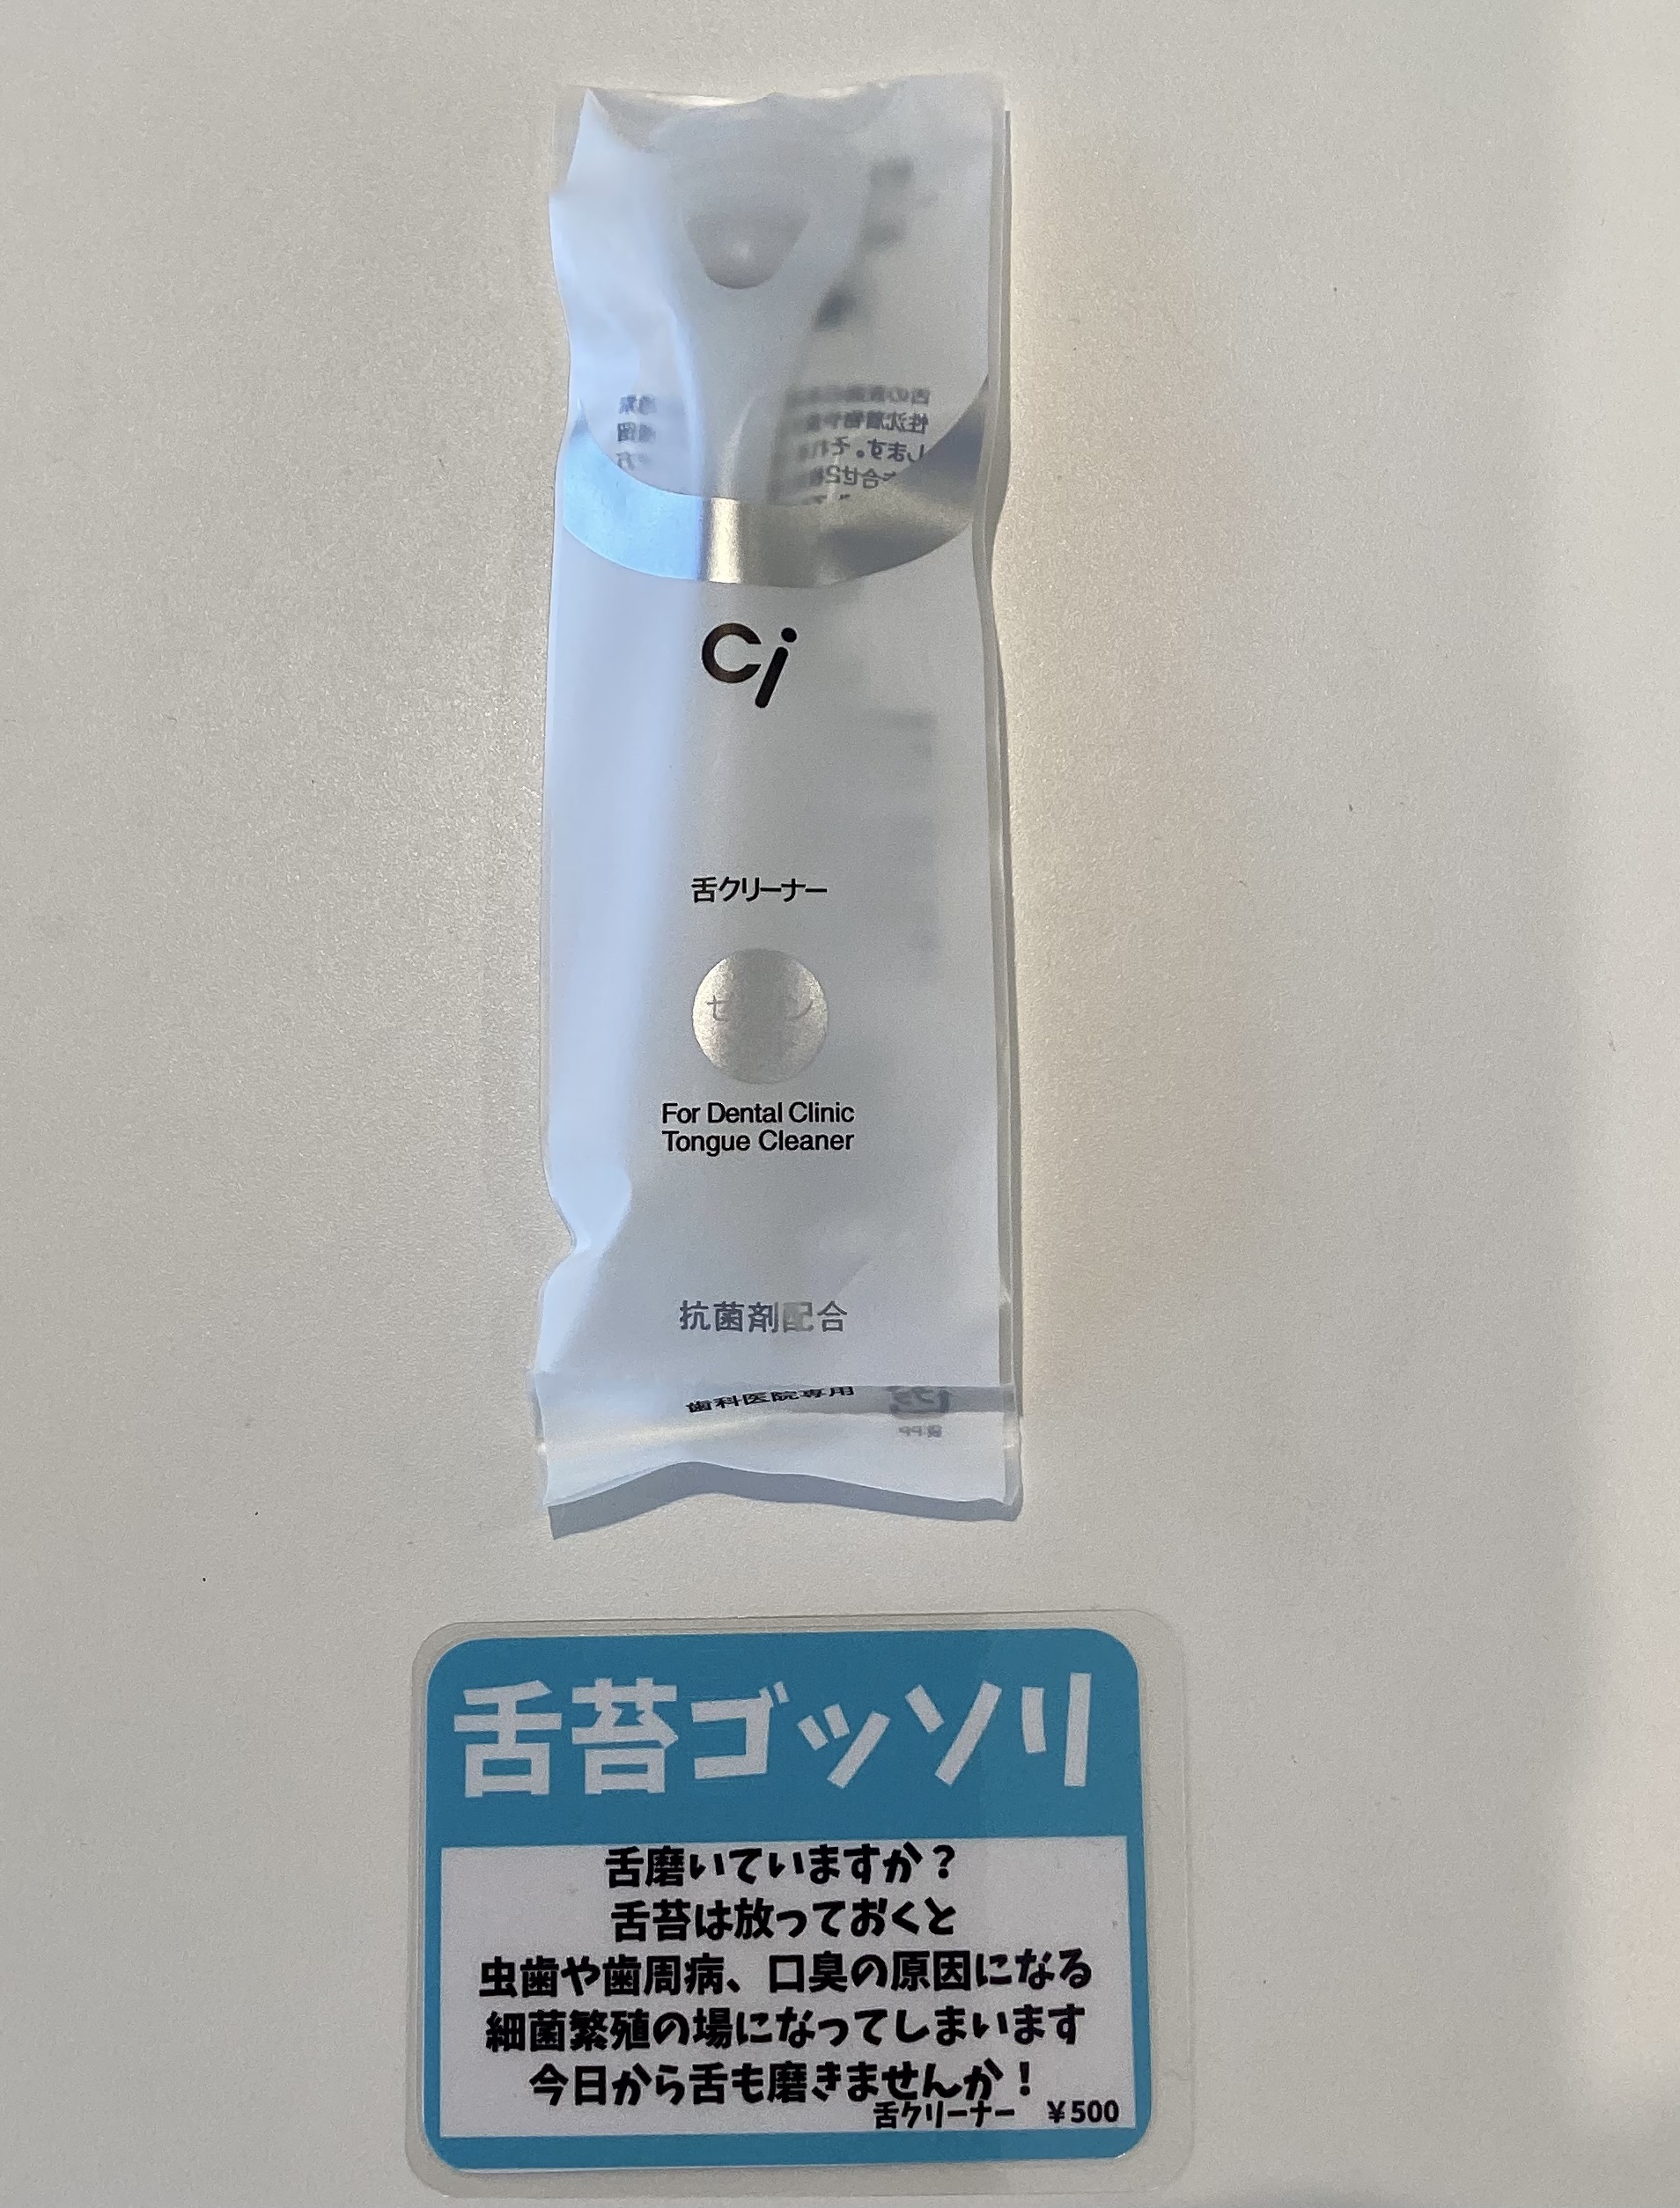 Ci
舌クリーナー
For Dental Clinic
Tongue Cleaner
抗菌剤配合
歯科医院専用
舌苔ゴッソリ
舌磨いていますか？
舌苔は放っておくと
虫歯や歯周病、口臭の原因になる
細菌繁殖の場になってしまいます
今日から舌も磨きませんか！
舌クリーナー ￥500